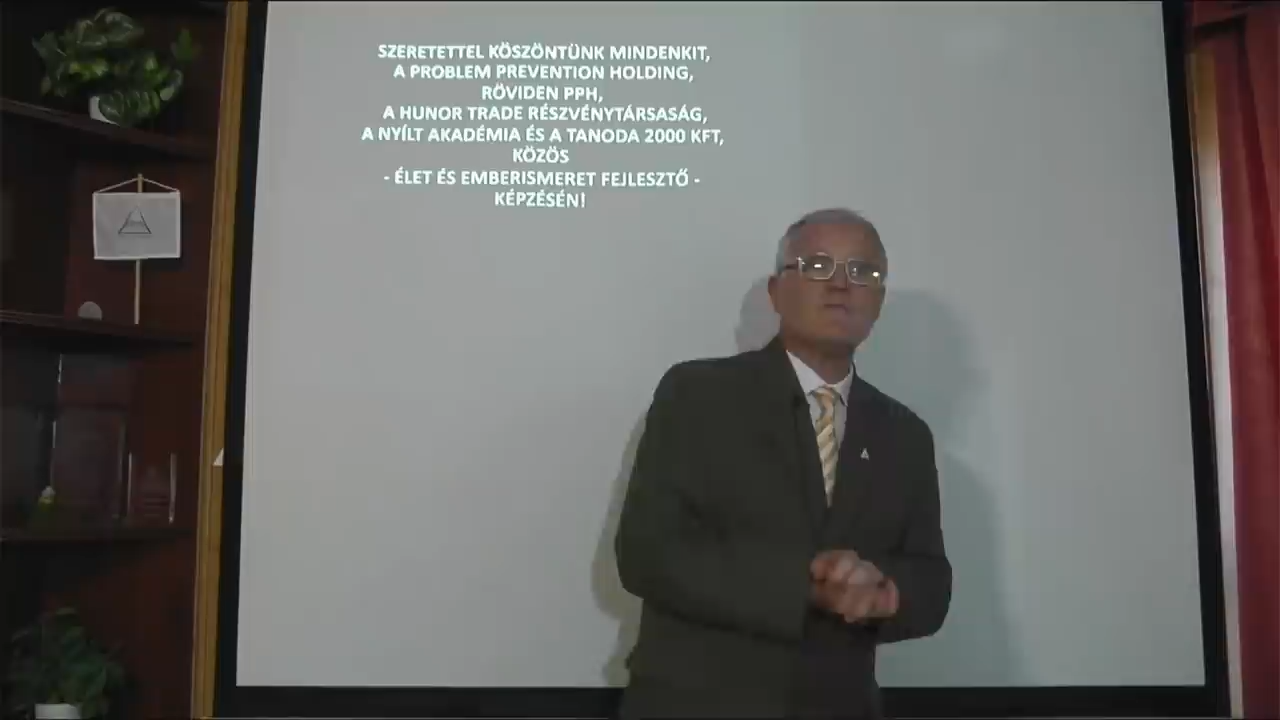 SZERETETTEL KÖSZÖNTÜNK MINDENKIT,
A PROBLEM PREVENTION HOLDING,
RÖVIDEN PPH,
A HUNOR TRADE RÉSZVÉNYTÁRSASÁG,
A NYÍLT AKADÉMIA ÉS A TANODA 2000 KFT,
KÖZÖS
- ÉLET ÉS EMBERISMERET FEJLESZTŐ -
KÉPZÉSÉN!